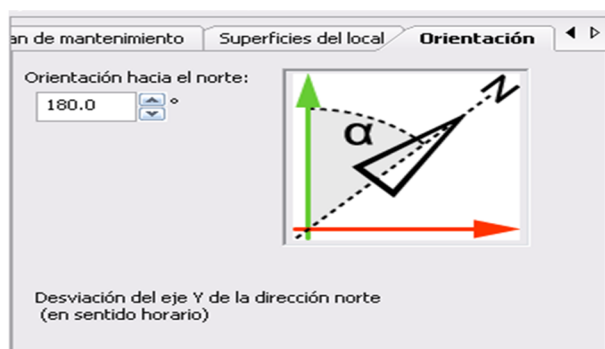 an de mantenimiento Superficies del local Orientación
Orientación hacia el norte:
180.0 °
α
N
Desviación del eje Y de la dirección norte
(en sentido horario)